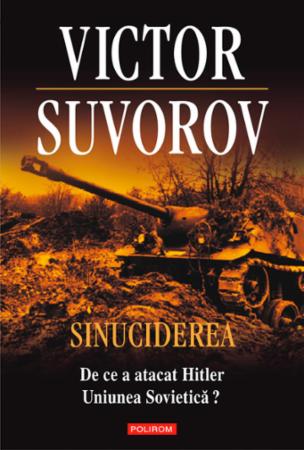 VICTOR
SUVOROV
SINUCIDEREA
De ce a atacat Hitler
Uniunea Sovietică ?
POLIROM